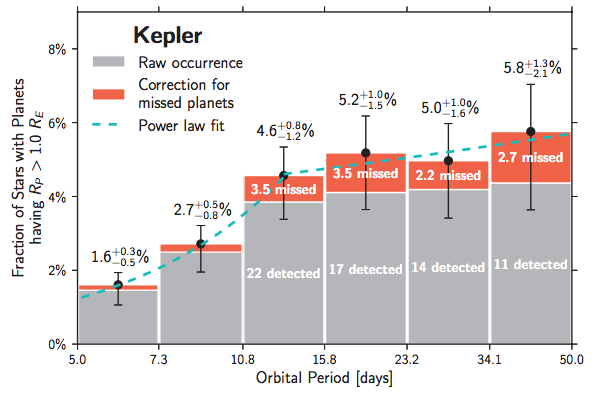 Kepler
Raw occurrence
Correction for
missed planets
Power law fit
Fraction of Stars with Planets
having R_P > 1.0 R_E
8%
6%
4%
2%
0%
1.6+0.3−0.5%
2.7+0.5−0.8%
4.6+0.8−1.2%
5.2+1.0−1.5%
5.0+1.0−1.6%
5.8+1.3−2.1%
3.5 missed
3.5 missed
2.2 missed
2.7 missed
22 detected
17 detected
14 detected
11 detected
5.0 7.3 10.8 15.8 23.2 34.1 50.0
Orbital Period [days]